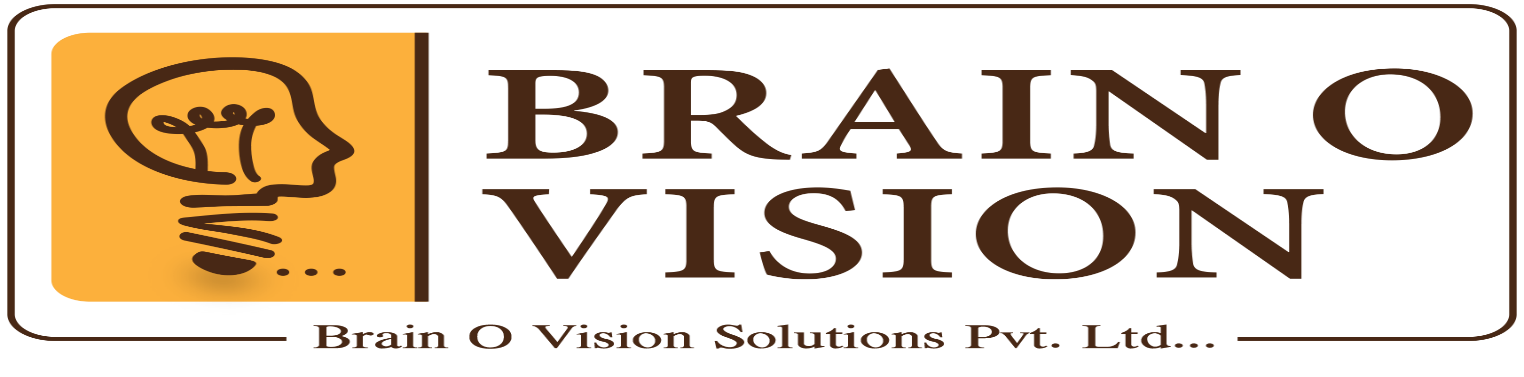 BRAIN O
VISION
Brain O Vision Solutions Pvt. Ltd...